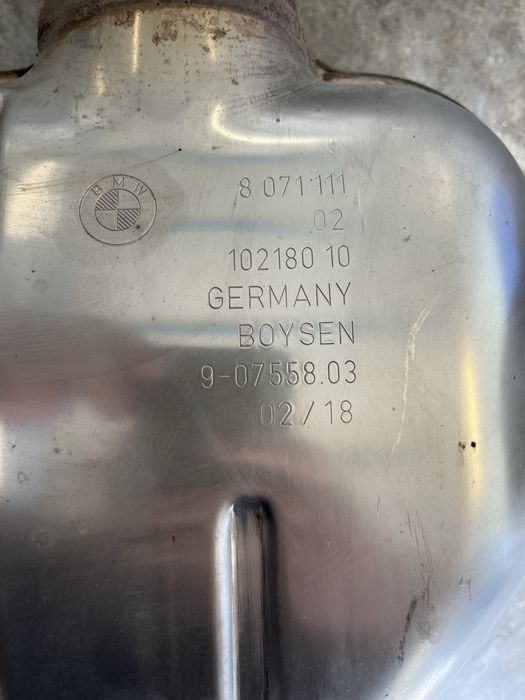 BMW
8 071 111
02
102180 10
GERMANY
BOYSEN
9-07558.03
02/18